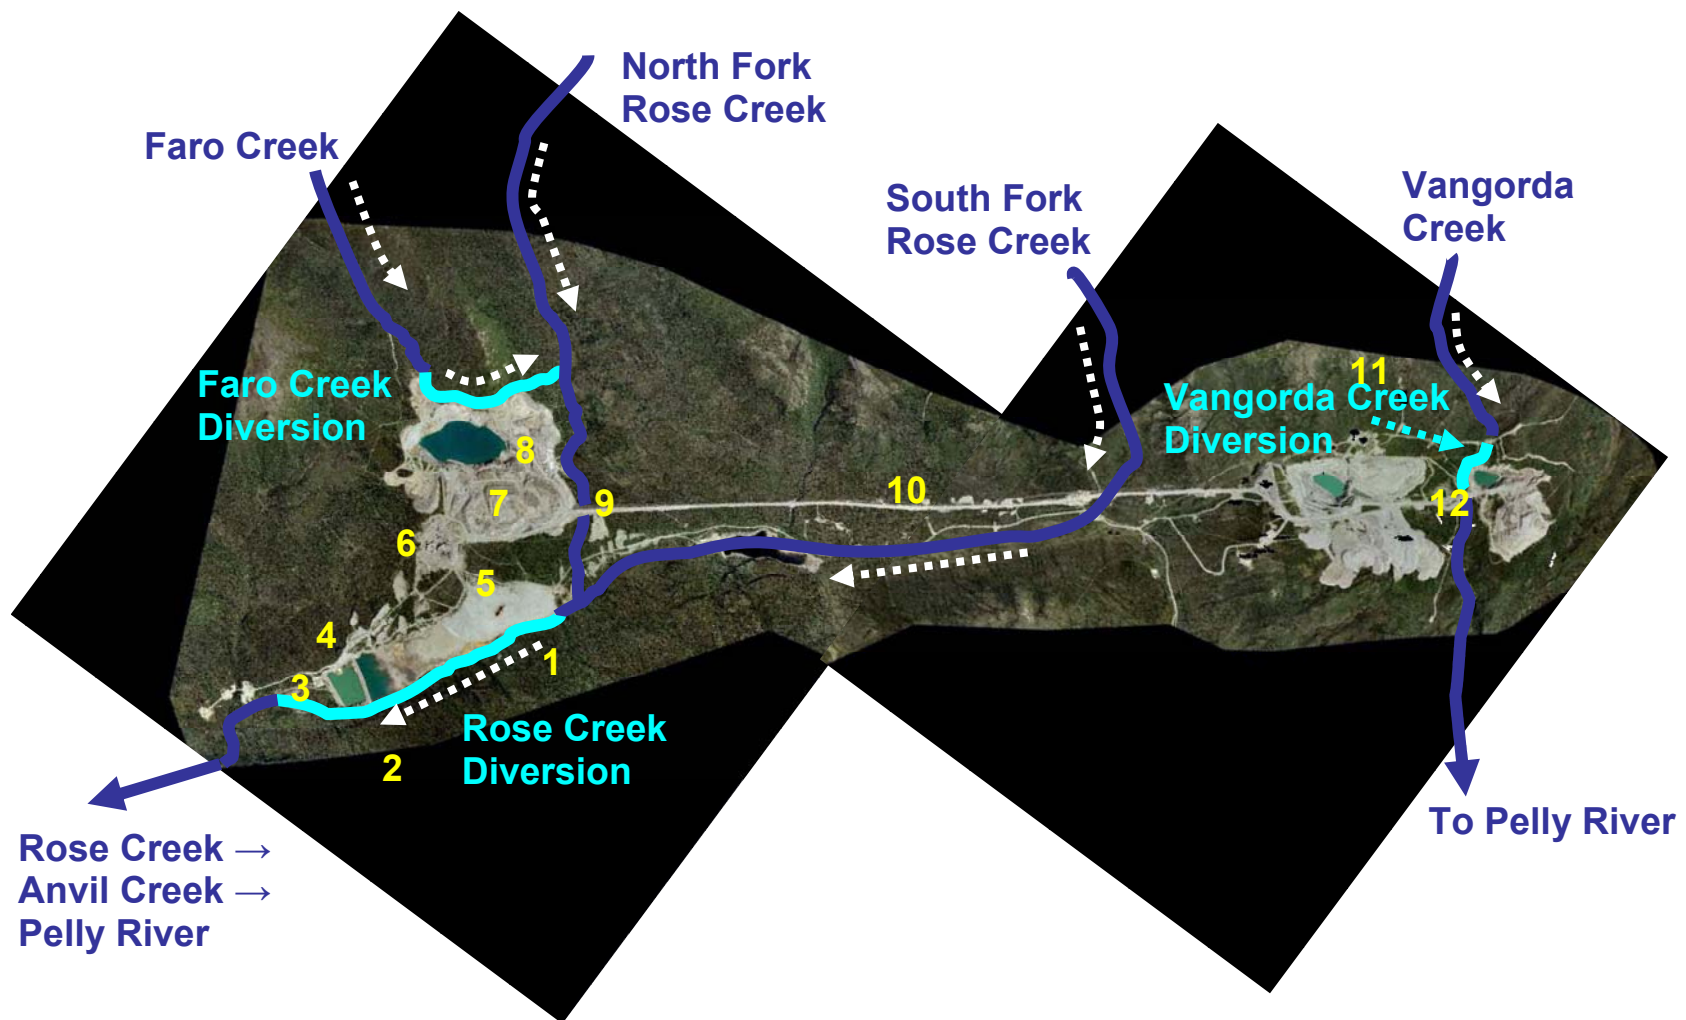 North Fork
Rose Creek
Faro Creek
South Fork
Rose Creek
Vangorda
Creek
Faro Creek
Diversion
11
Vangorda Creek
Diversion
8
7
9
10
12
6
5
4
1
3
Rose Creek
Diversion
2
To Pelly River
Rose Creek →
Anvil Creek →
Pelly River